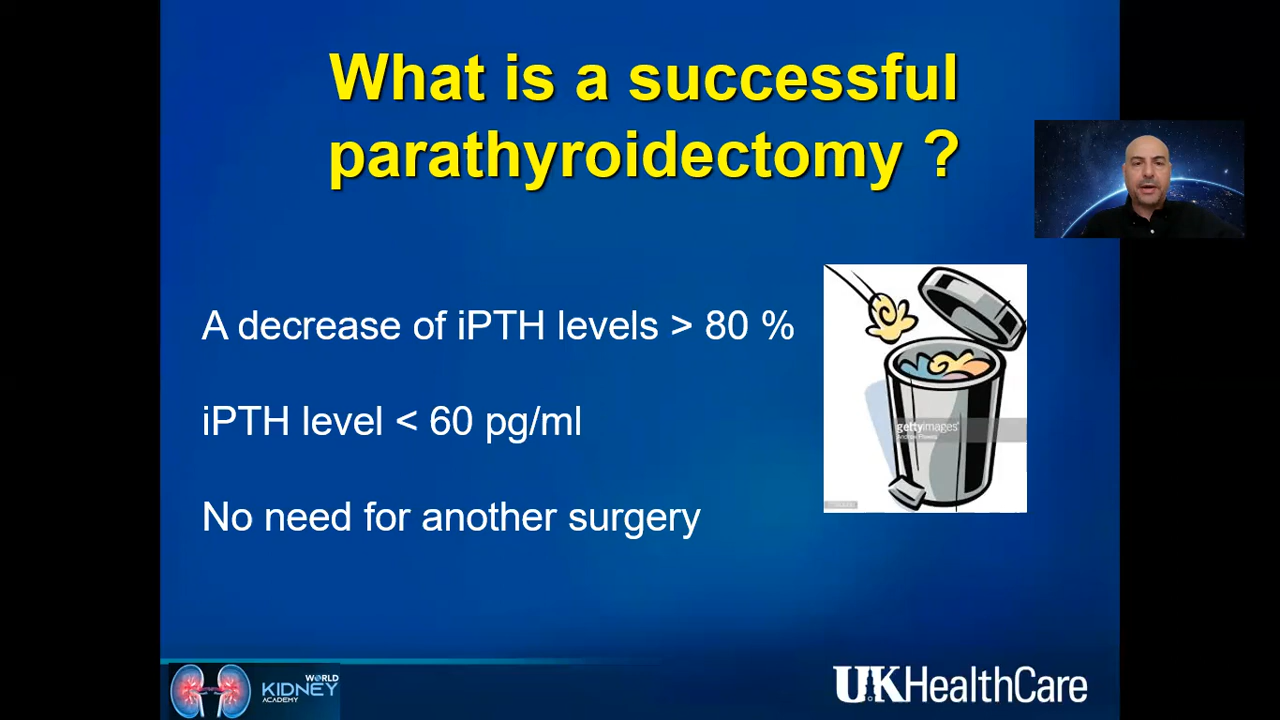 What is a successful
parathyroidectomy ?
A decrease of iPTH levels > 80 %
iPTH level < 60 pg/ml
No need for another surgery
gettyimages
WORLD
KIDNEY
ACADEMY
UKHealthCare